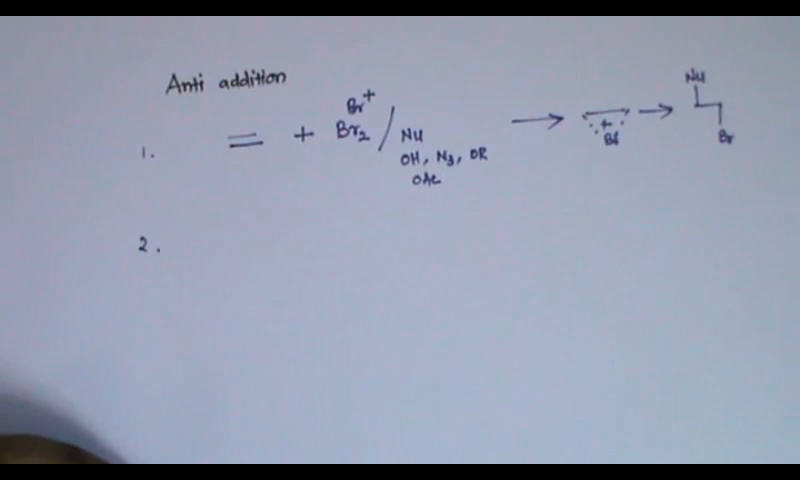 Anti addition
1. = + Br+ Br2 / Nu → Br+ → Nu Br
OH, N3, OR
OAc
2.